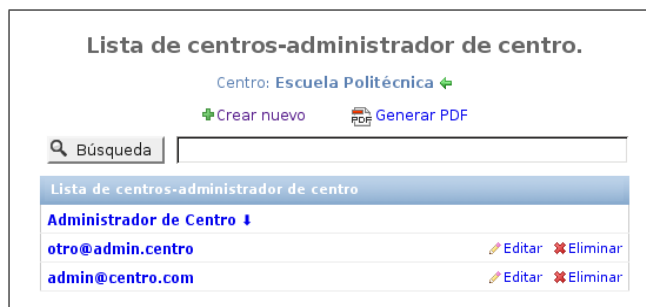 Lista de centros-administrador de centro.
Centro: Escuela Politécnica
Crear nuevo PDF Generar PDF
Búsqueda
Lista de centros-administrador de centro
Administrador de Centro
otro@admin.centro Editar Eliminar
admin@centro.com Editar Eliminar